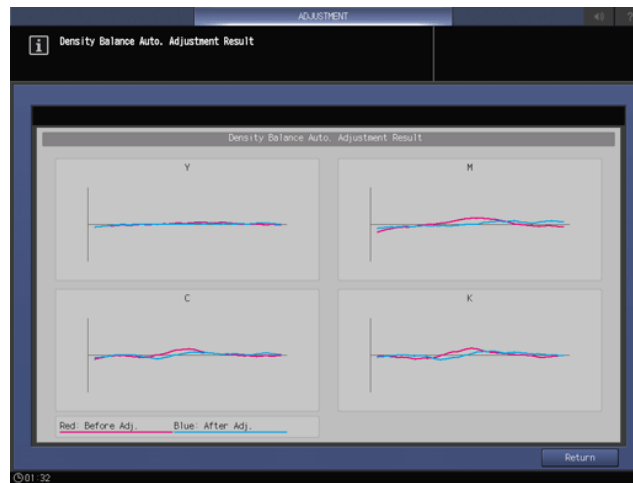 ADJUSTMENT
i
Density Balance Auto. Adjustment Result
Density Balance Auto. Adjustment Result
Y
M
C
K
Red: Before Adj. Blue: After Adj.
Return
01:32